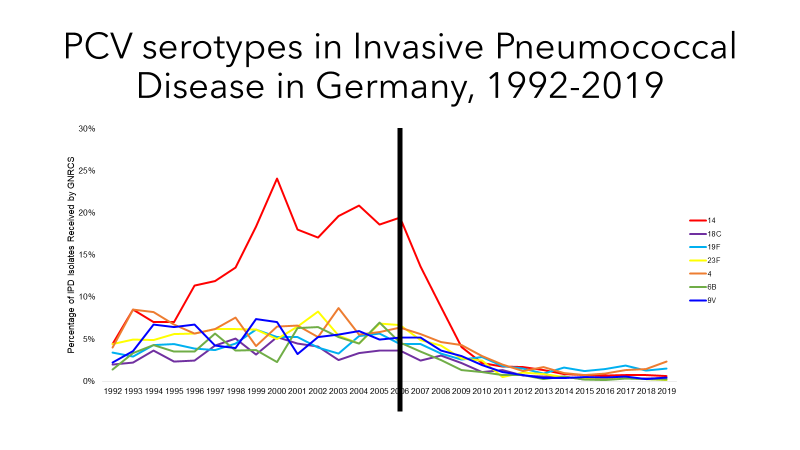 PCV serotypes in Invasive Pneumococcal
Disease in Germany, 1992-2019
30%
25%
20%
15%
10%
5%
0%
Percentage of IPD Isolates Received by GNRCS
1992 1993 1994 1995 1996 1997 1998 1999 2000 2001 2002 2003 2004 2005 2006 2007 2008 2009 2010 2011 2012 2013 2014 2015 2016 2017 2018 2019
14
18C
19F
23F
4
6B
9V